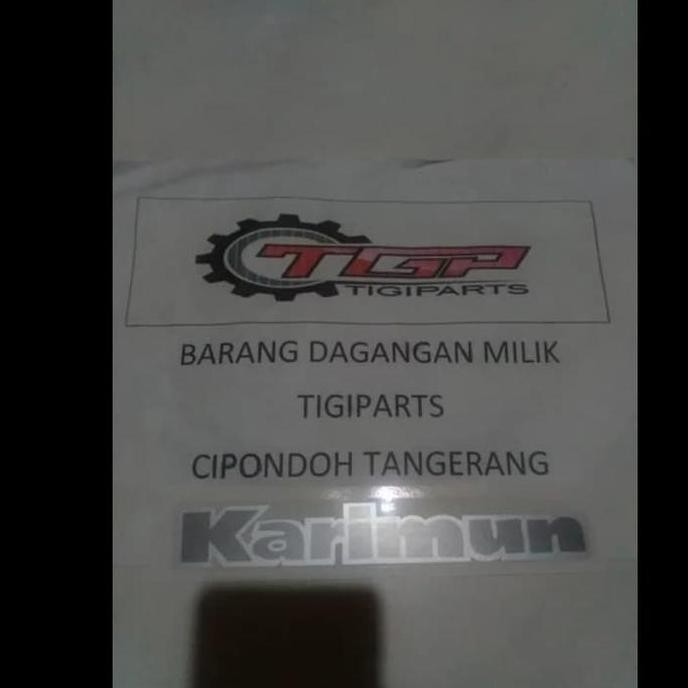 TGP
TIGIPARTS
BARANG DAGANGAN MILIK
TIGIPARTS
CIPONDOH TANGERANG
Karimun